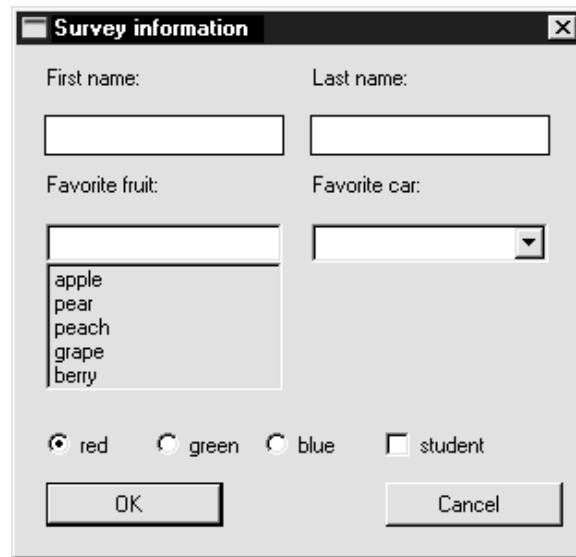 Survey information
First name: Last name:
Favorite fruit: Favorite car:
apple
pear
peach
grape
berry
red green blue student
OK Cancel